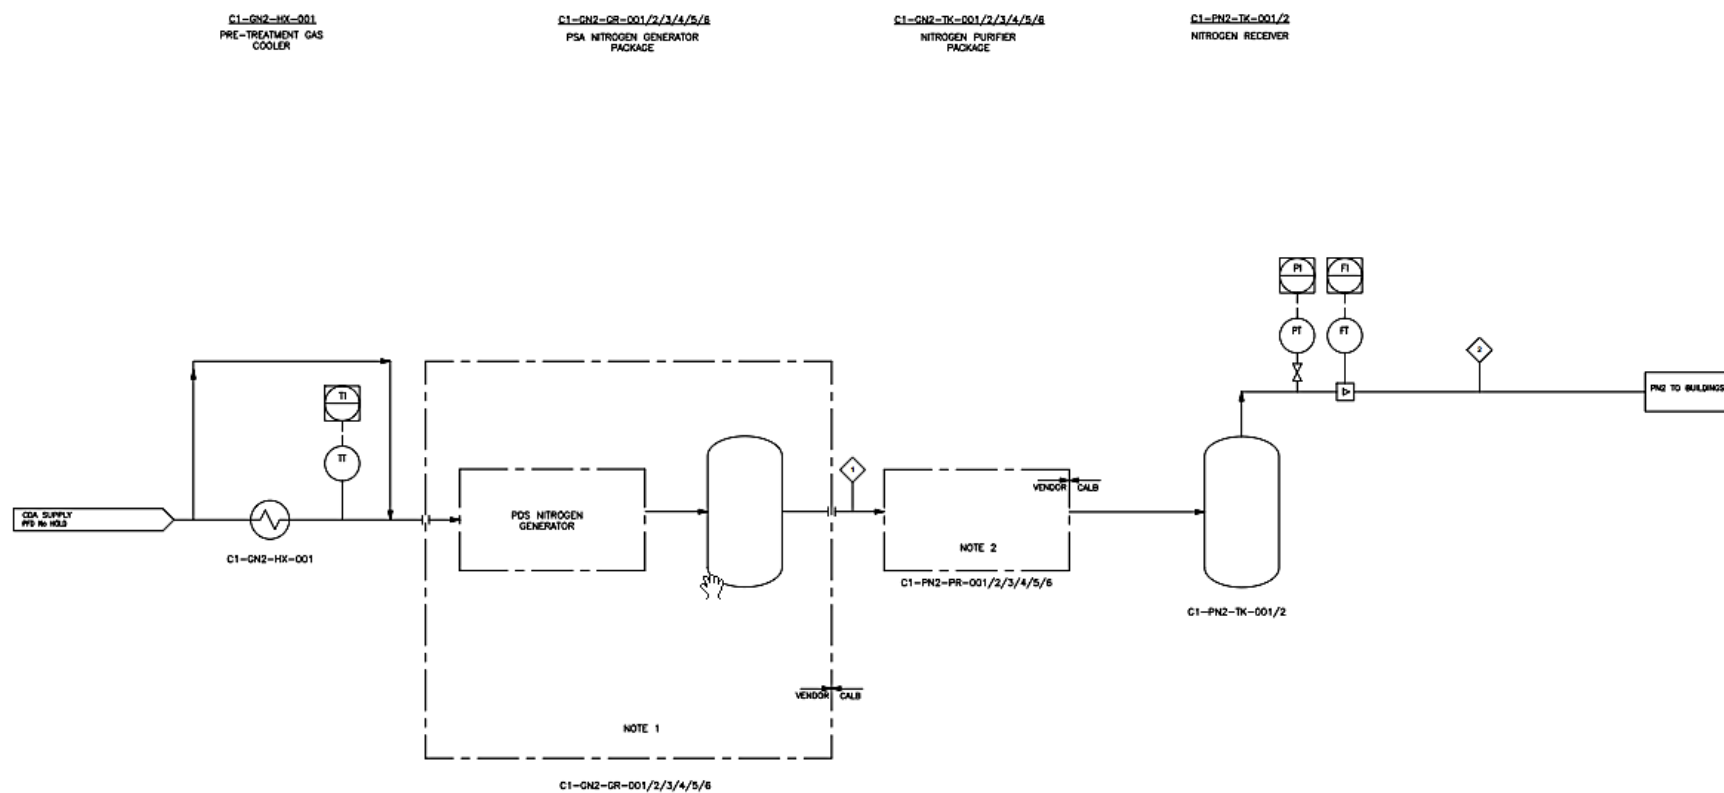 C1-GN2-HX-001
PRE-TREATMENT GAS
COOLER
C1-GN2-GR-001/2/3/4/5/6
PSA NITROGEN GENERATOR
PACKAGE
C1-GN2-TK-001/2/3/4/5/6
NITROGEN PURIFIER
PACKAGE
C1-PN2-TK-001/2
NITROGEN RECEIVER
PI
FI
PT
FT
2
PN2 TO BUILDINGS
TI
TT
1
VENDOR CALB
CDA SUPPLY
PFD No HOLD
PDS NITROGEN
GENERATOR
NOTE 2
C1-GN2-HX-001
C1-PN2-PR-001/2/3/4/5/6
C1-PN2-TK-001/2
VENDOR CALB
NOTE 1
C1-GN2-GR-001/2/3/4/5/6